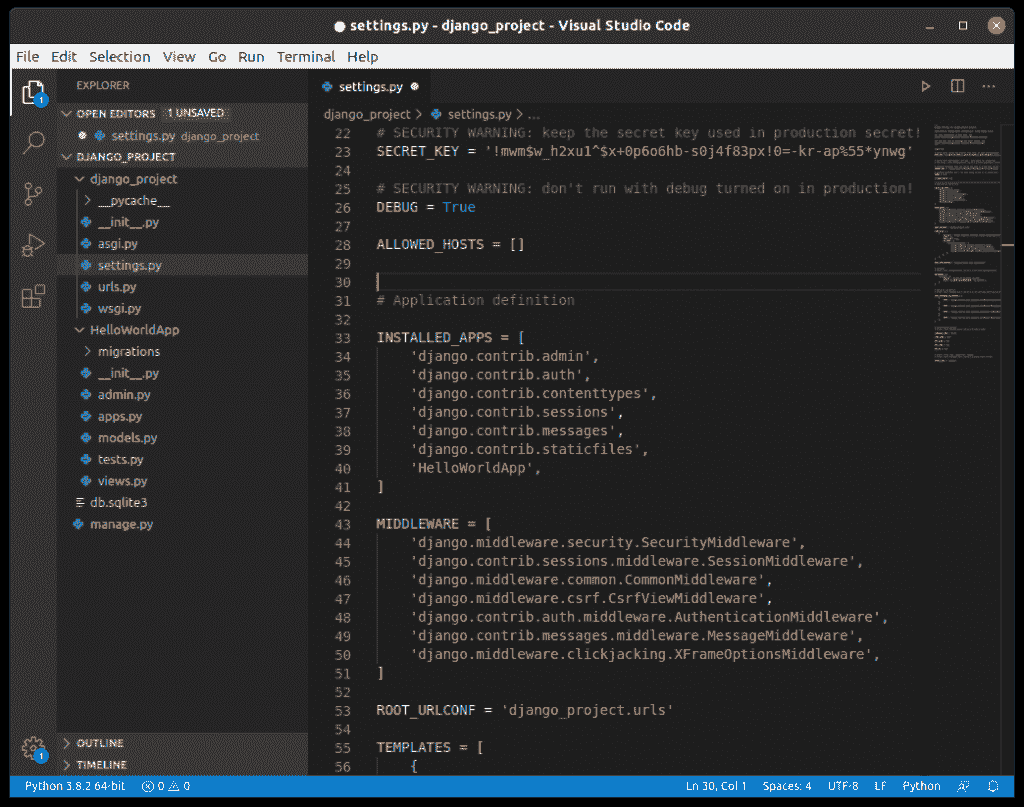 settings.py - django_project - Visual Studio Code
File Edit Selection View Go Run Terminal Help
EXPLORER
OPEN EDITORS 1 UNSAVED
settings.py django_project
DJANGO_PROJECT
django_project
__pycache__
__init__.py
asgi.py
settings.py
urls.py
wsgi.py
HelloWorldApp
migrations
__init__.py
admin.py
apps.py
models.py
tests.py
views.py
db.sqlite3
manage.py
OUTLINE
TIMELINE
1
1
settings.py
django_project > settings.py > ...
22 # SECURITY WARNING: keep the secret key used in production secret!
23 SECRET_KEY = '!mwm$w_h2xu1^$x+0p6o6hb-s0j4f83px!0=-kr-ap%55*ynwg'
24
25 # SECURITY WARNING: don't run with debug turned on in production!
26 DEBUG = True
27
28 ALLOWED_HOSTS = []
29
30
31 # Application definition
32
33 INSTALLED_APPS = [
34 'django.contrib.admin',
35 'django.contrib.auth',
36 'django.contrib.contenttypes',
37 'django.contrib.sessions',
38 'django.contrib.messages',
39 'django.contrib.staticfiles',
40 'HelloWorldApp',
41 ]
42
43 MIDDLEWARE = [
44 'django.middleware.security.SecurityMiddleware',
45 'django.contrib.sessions.middleware.SessionMiddleware',
46 'django.middleware.common.CommonMiddleware',
47 'django.middleware.csrf.CsrfViewMiddleware',
48 'django.contrib.auth.middleware.AuthenticationMiddleware',
49 'django.contrib.messages.middleware.MessageMiddleware',
50 'django.middleware.clickjacking.XFrameOptionsMiddleware',
51 ]
52
53 ROOT_URLCONF = 'django_project.urls'
54
55 TEMPLATES = [
56 {
Python 3.8.2 64-bit 0 0 Ln 30, Col 1 Spaces: 4 UTF-8 LF Python